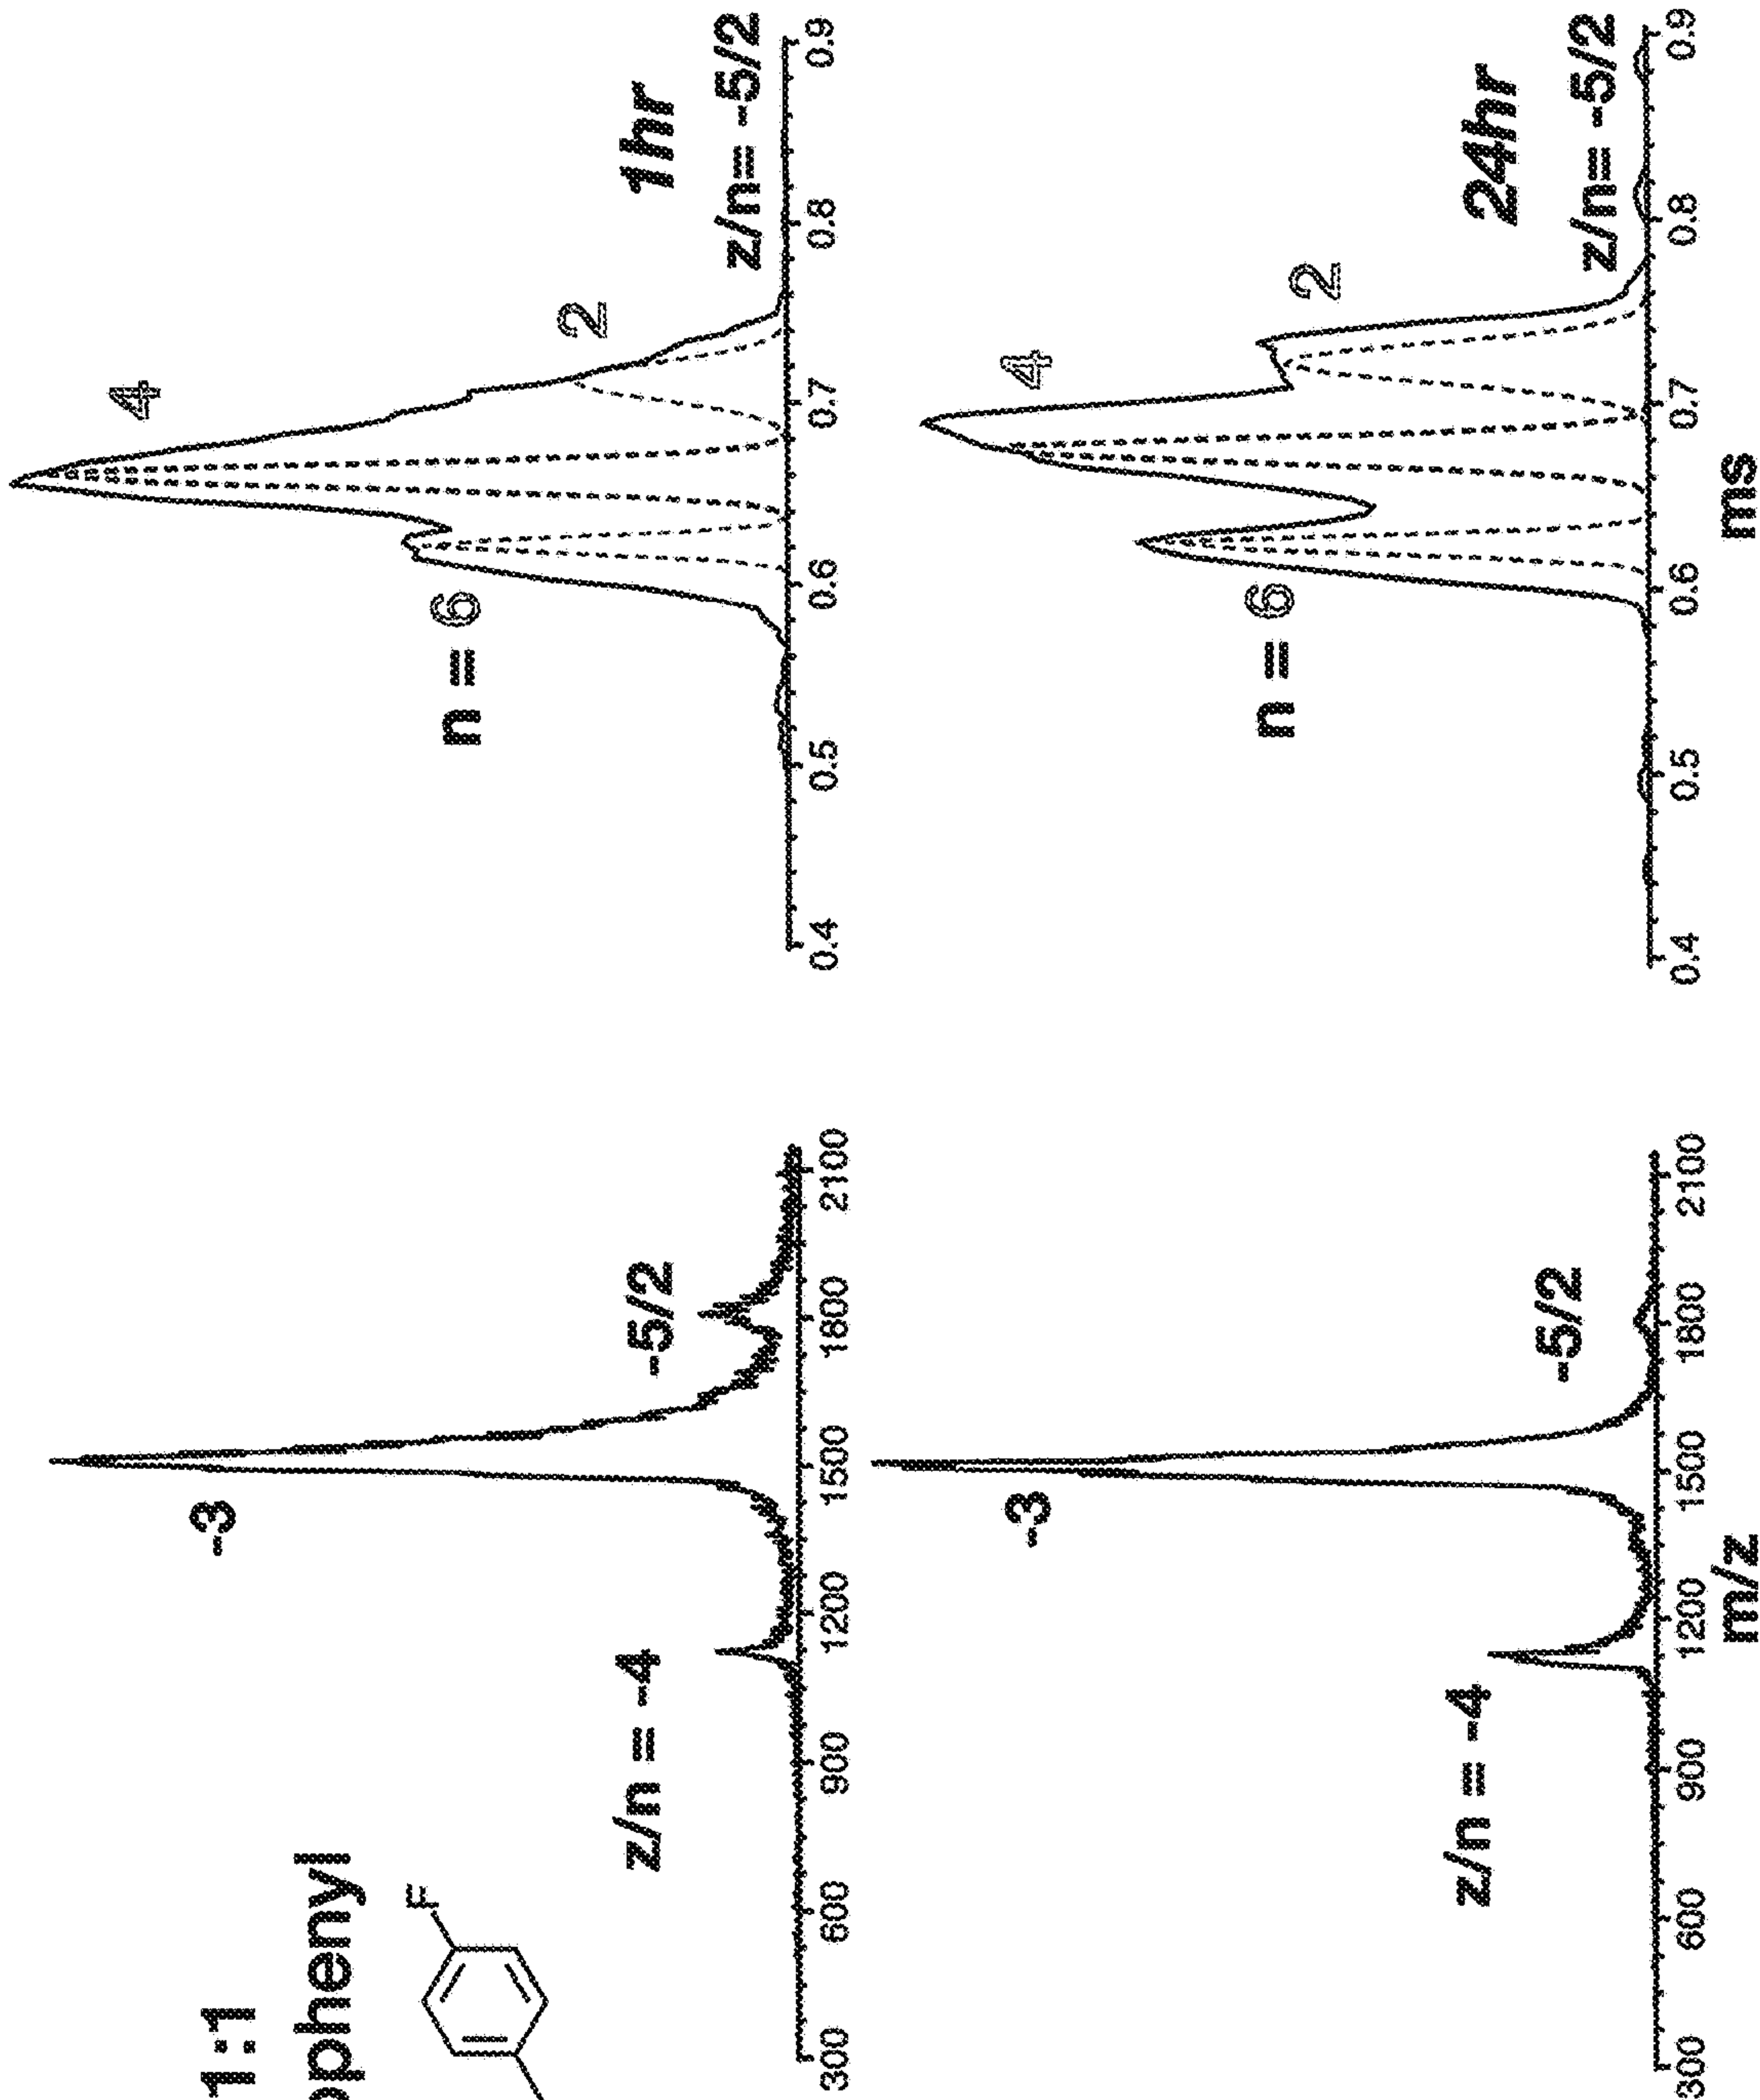 1:1
F
z/n = -4
-3
-5/2
300 600 900 1200 1500 1800 2100
n = 6
4
2
1hr
z/n= -5/2
0.4 0.5 0.6 0.7 0.8 0.9
z/n = -4
-3
-5/2
300 600 900 1200 1500 1800 2100
m/z
n = 6
4
2
24hr
z/n= -5/2
0.4 0.5 0.6 0.7 0.8 0.9
ms